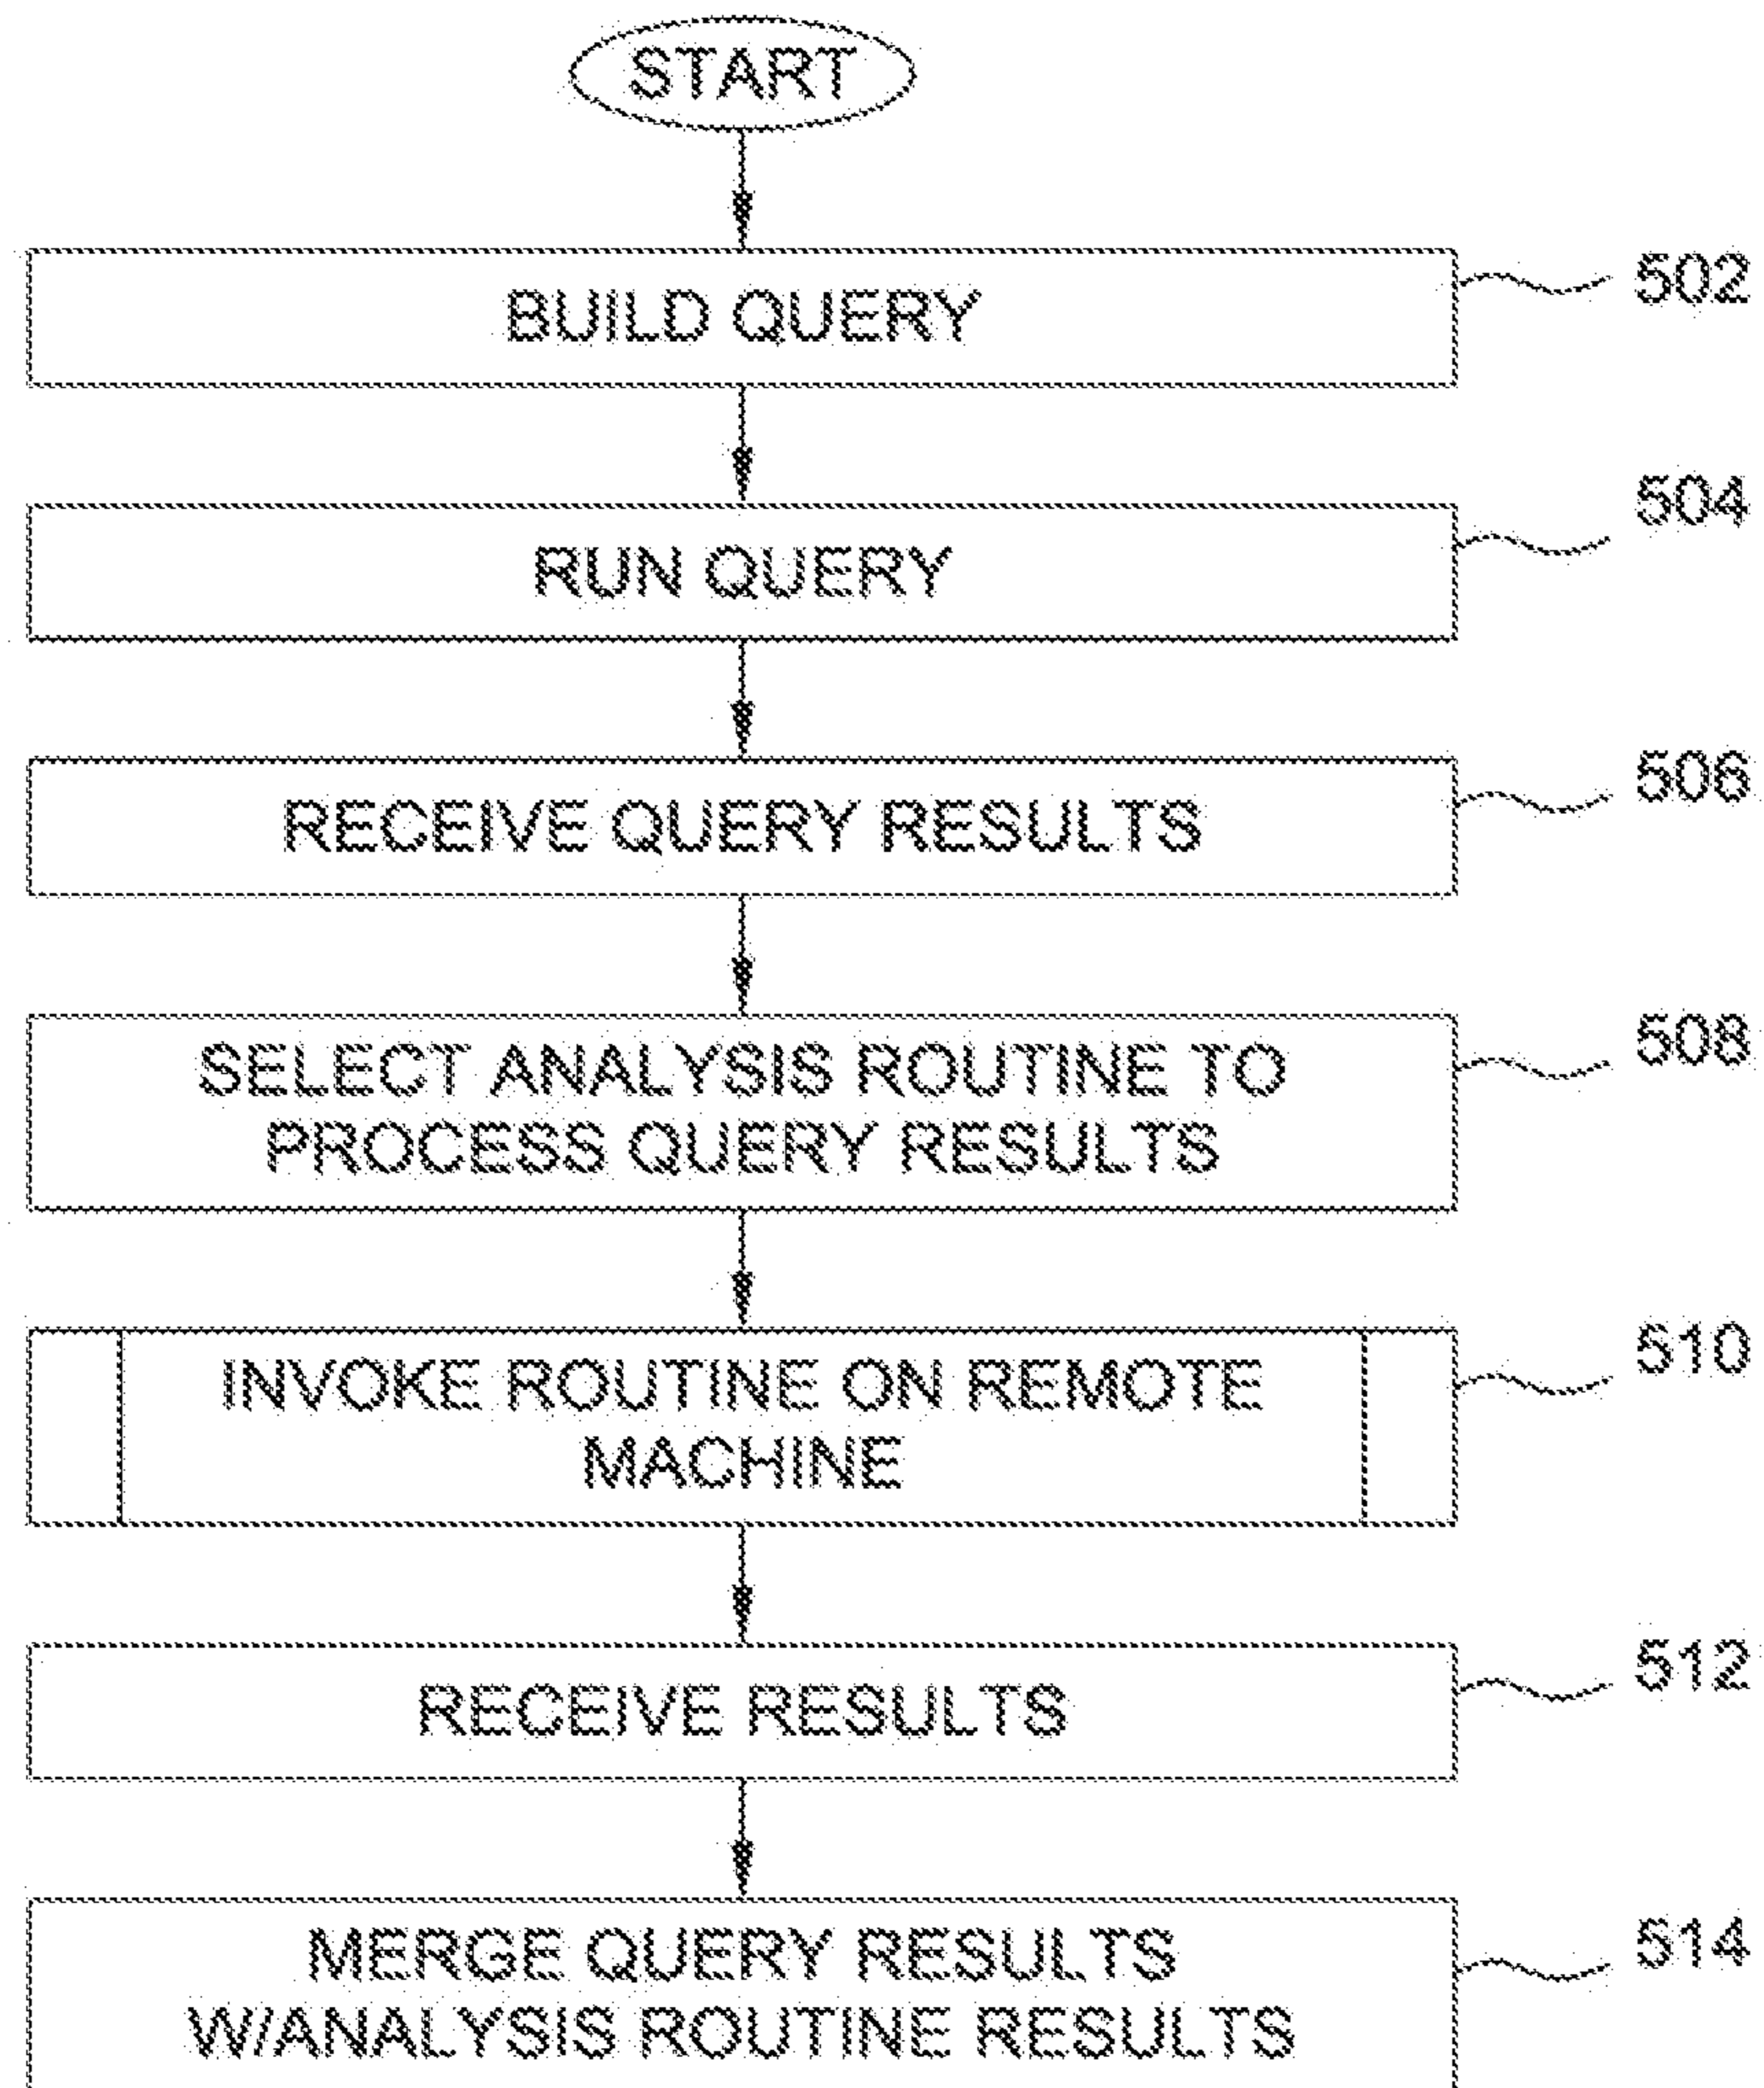 START
BUILD QUERY
502
RUN QUERY
504
RECEIVE QUERY RESULTS
506
SELECT ANALYSIS ROUTINE TO
PROCESS QUERY RESULTS
508
INVOKE ROUTINE ON REMOTE
MACHINE
510
RECEIVE RESULTS
512
MERGE QUERY RESULTS
W/ANALYSIS ROUTINE RESULTS
514